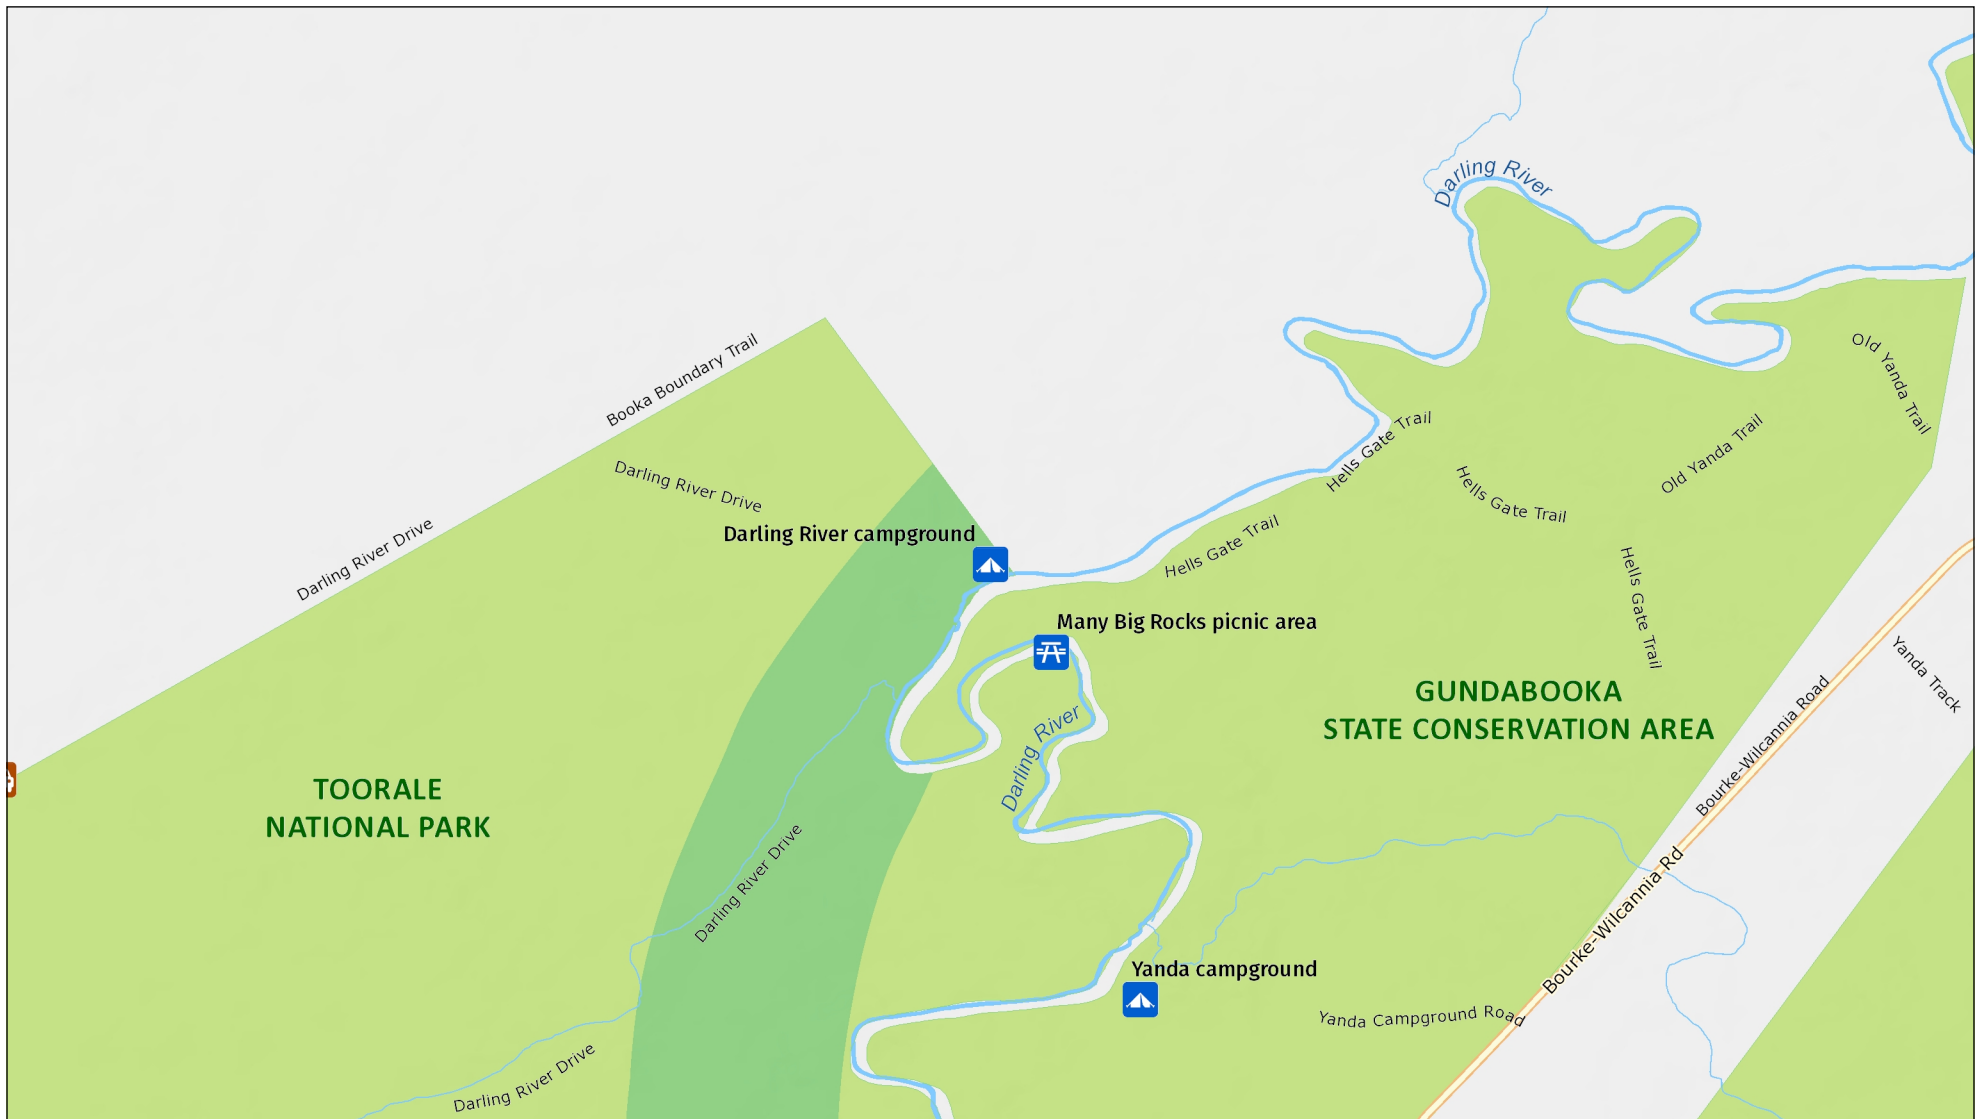 Darling River
Booka Boundary Trail
Old Yanda Trail
Hells Gate Trail
Old Yanda Trail
Darling River Drive
Hells Gate Trail
Darling River Drive
Darling River campground
Hells Gate Trail
Hells Gate Trail
Many Big Rocks picnic area
Yanda Track
GUNDABOOKA
STATE CONSERVATION AREA
Bourke-Wilcannia Road
Darling River
TOORALE
NATIONAL PARK
Darling River Drive
Bourke-Wilcannia Rd
Yanda campground
Yanda Campground Road
Darling River Drive